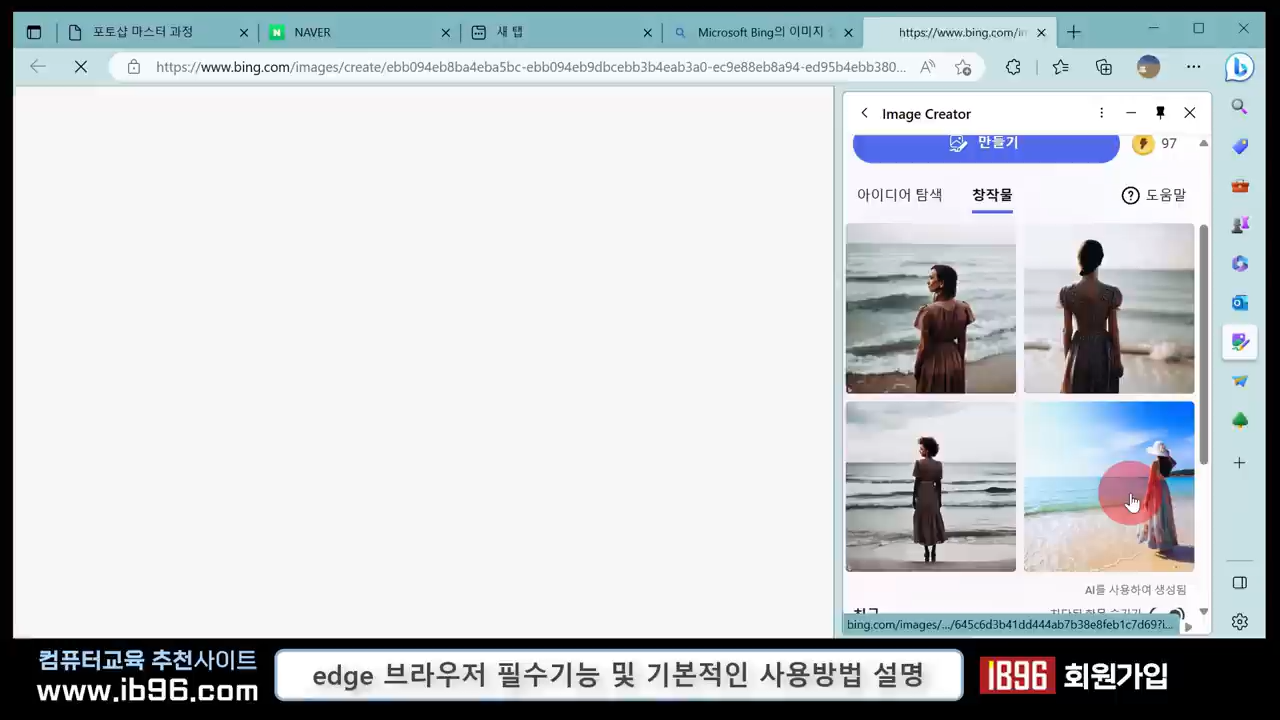 포토샵 마스터 과정
NAVER
새 탭
Microsoft Bing의 이미지
https://www.bing.com/in
https://www.bing.com/images/create/ebb094eb8ba4eba5bc-ebb094eb9dbcebb3b4eab3a0-ec9e88eb8a94-ed95b4ebb380...
Image Creator
만들기
97
아이디어 탐색
창작물
도움말
AI를 사용하여 생성됨
최근
bing.com/images/.../645c6d3b41dd444ab7b38e8feb1c7d69?i...
컴퓨터교육 추천사이트
www.ib96.com
edge 브라우저 필수기능 및 기본적인 사용방법 설명
IB96 회원가입